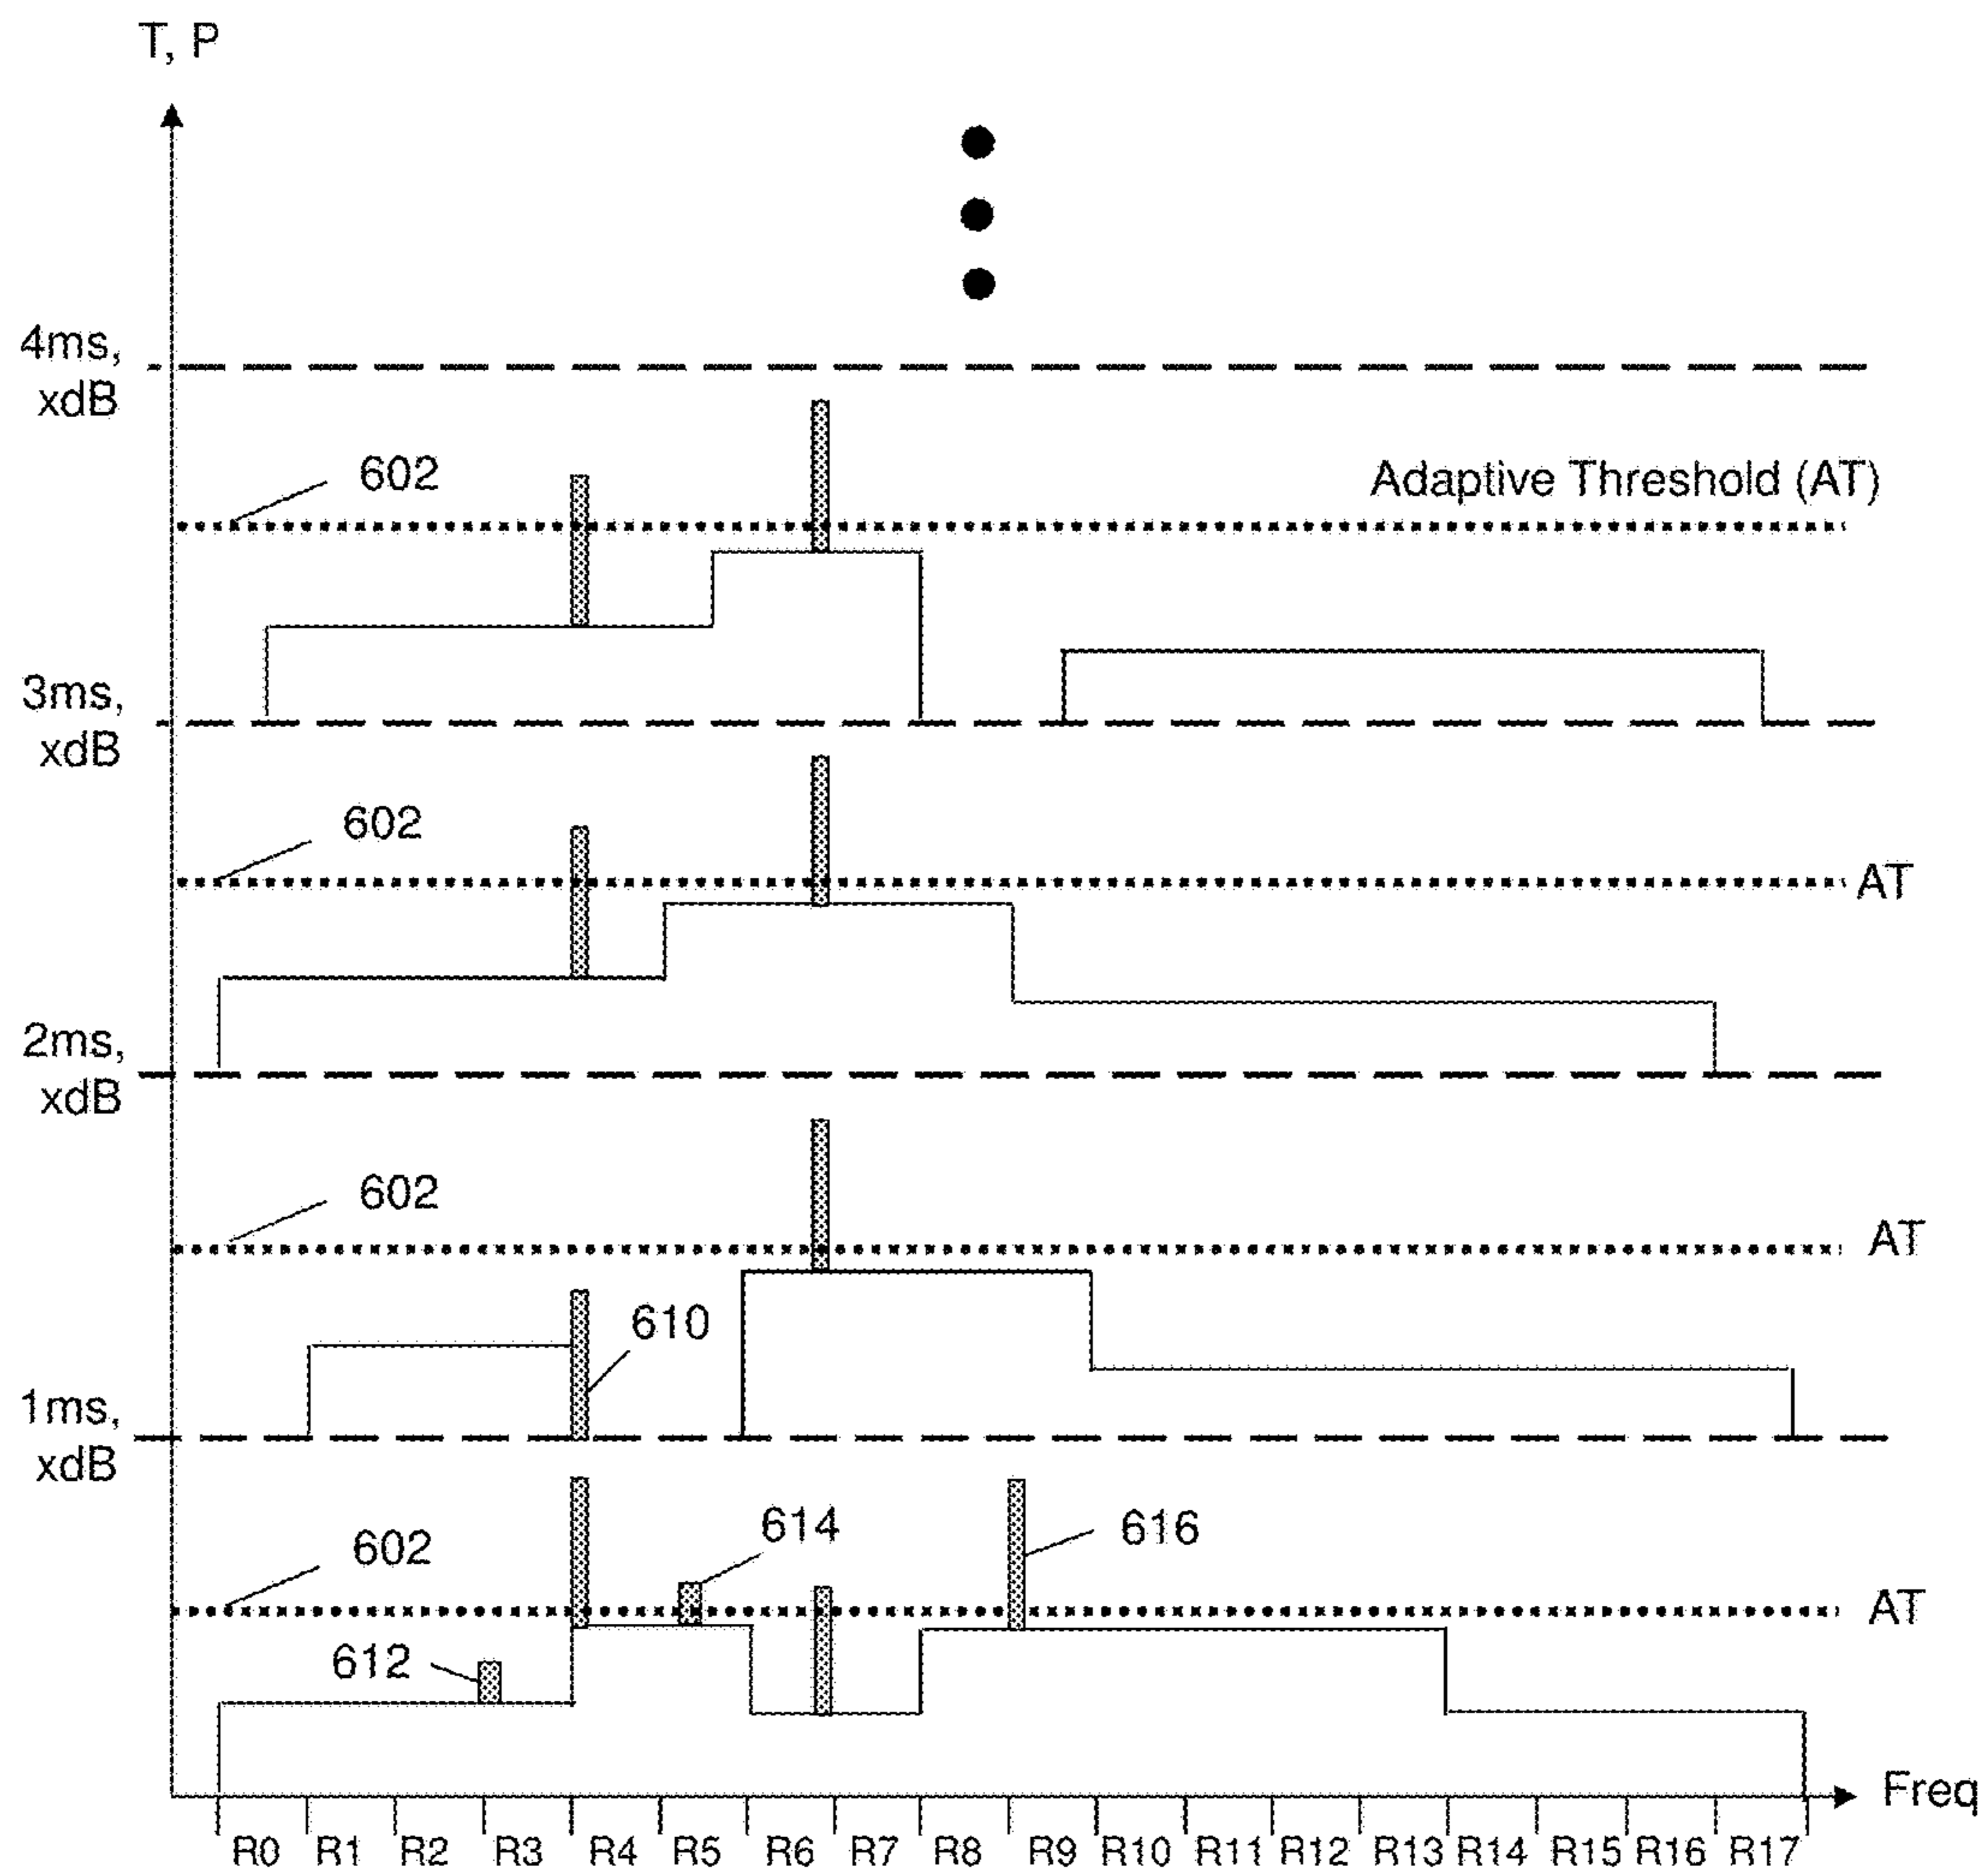 T, P
4ms,
xdB
602
Adaptive Threshold (AT)
3ms,
xdB
602
AT
2ms,
xdB
602
AT
610
1ms,
xdB
614
616
602
AT
612
Freq
R0 R1 R2 R3 R4 R5 R6 R7 R8 R9 R10 R11 R12 R13 R14 R15 R16 R17